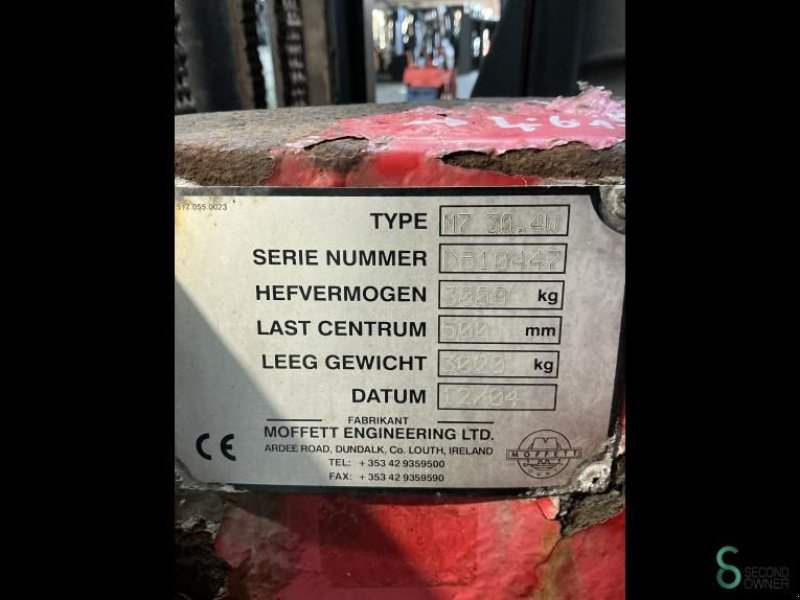 517.055.0023
TYPE M7 30.4W
SERIE NUMMER D510447
HEFVERMOGEN 3000 kg
LAST CENTRUM 500 mm
LEEG GEWICHT 3020 kg
DATUM 12/04
FABRIKANT
MOFFETT ENGINEERING LTD.
ARDEE ROAD, DUNDALK, Co. LOUTH, IRELAND
TEL: +353 42 9359500
FAX: +353 42 9359590
CE
MOFFETT
SECOND
OWNER